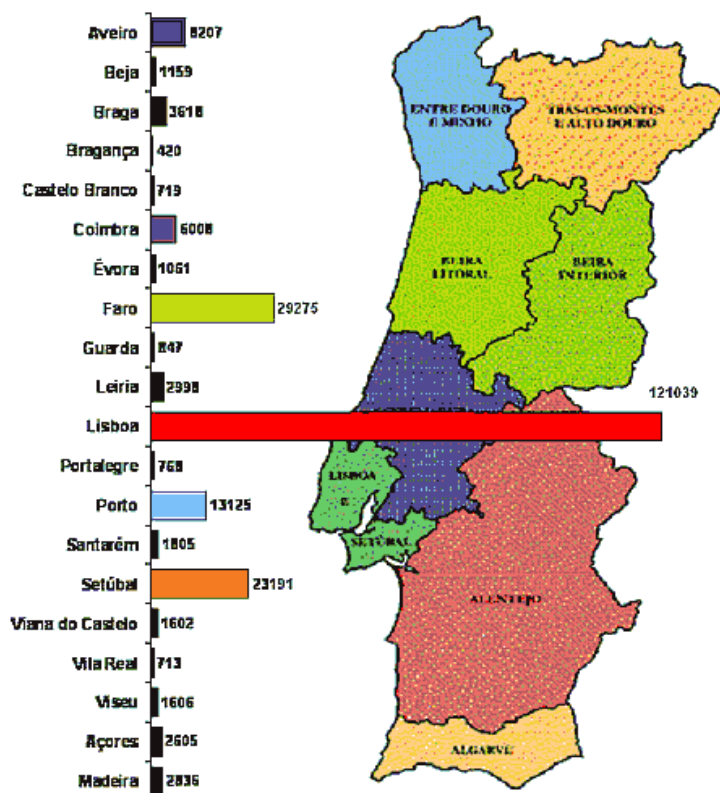 Aveiro 8207
Beja 1159
Braga 3618
Bragança 420
Castelo Branco 719
Coimbra 6008
Évora 1061
Faro 29275
Guarda 847
Leiria 2998
Lisboa 121039
Portalegre 768
Porto 13125
Santarém 1805
Setúbal 23191
Viana do Castelo 1602
Vila Real 713
Viseu 1606
Açores 2605
Madeira 2836
ENTRE DOURO
E MINHO
TRAS-OS-MONTES
E ALTO DOURO
BEIRA
LITORAL
BEIRA
INTERIOR
LISBOA
E
SETÚBAL
ALENTEJO
ALGARVE